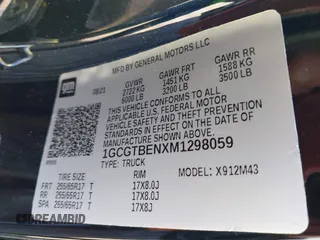 gm
MFD BY GENERAL MOTORS LLC
08/21
GVWR GAWR FRT GAWR RR
2722 KG 1451 KG 1588 KG
6000 LB 3200 LB 3500 LB
THIS VEHICLE CONFORMS TO ALL
APPLICABLE U.S. FEDERAL MOTOR
VEHICLE SAFETY
STANDARDS IN EFFECT ON THE DATE OF
MANUFACTURE SHOWN ABOVE.
1GCGTBENXM1298059
TYPE: TRUCK
MODEL: X912M43
TIRE SIZE RIM
FRT 255/65R17 T 17X8.0J
RR 255/65R17 T 17X8.0J
SPA 255/65R17 T 17X8J
DREAMBID